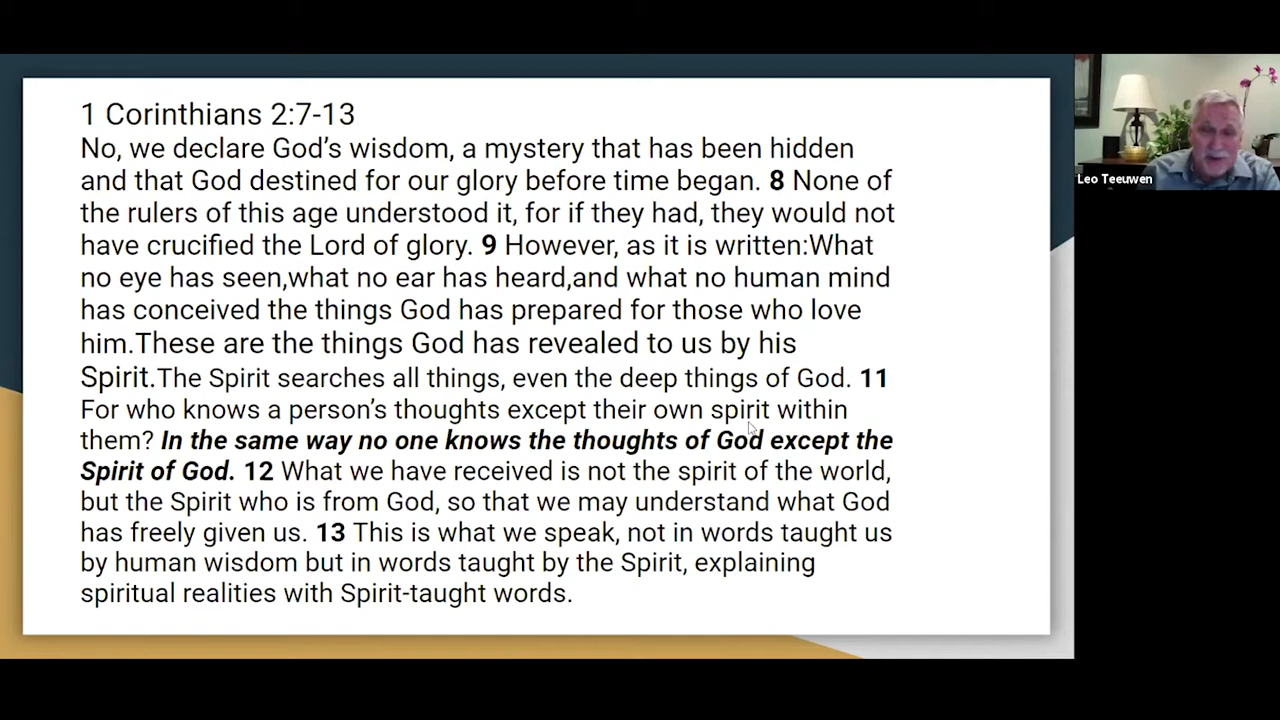 1 Corinthians 2:7-13
No, we declare God's wisdom, a mystery that has been hidden
and that God destined for our glory before time began. 8 None of
the rulers of this age understood it, for if they had, they would not
have crucified the Lord of glory. 9 However, as it is written:What
no eye has seen,what no ear has heard,and what no human mind
has conceived the things God has prepared for those who love
him.These are the things God has revealed to us by his
Spirit.The Spirit searches all things, even the deep things of God. 11
For who knows a person's thoughts except their own spirit within
them? In the same way no one knows the thoughts of God except the
Spirit of God. 12 What we have received is not the spirit of the world,
but the Spirit who is from God, so that we may understand what God
has freely given us. 13 This is what we speak, not in words taught us
by human wisdom but in words taught by the Spirit, explaining
spiritual realities with Spirit-taught words.
Leo Teeuwen